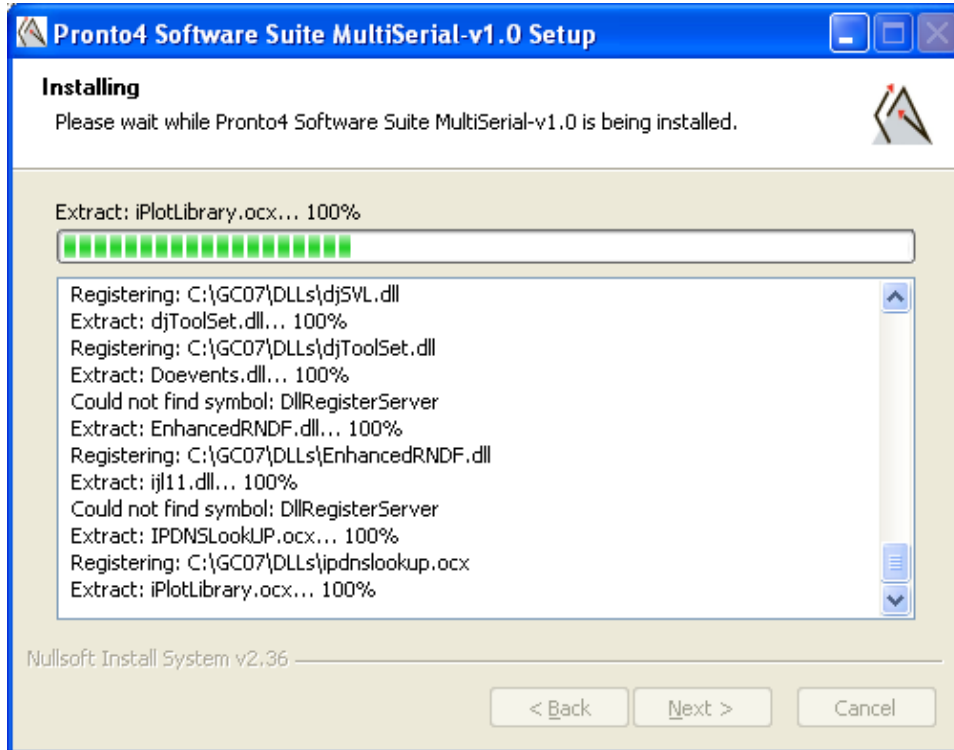 Pronto4 Software Suite MultiSerial-v1.0 Setup
Installing
Please wait while Pronto4 Software Suite MultiSerial-v1.0 is being installed.
Extract: iPlotLibrary.ocx... 100%
Registering: C:\GC07\DLLs\djSVL.dll
Extract: djToolSet.dll... 100%
Registering: C:\GC07\DLLs\djToolSet.dll
Extract: Doevents.dll... 100%
Could not find symbol: DllRegisterServer
Extract: EnhancedRNDF.dll... 100%
Registering: C:\GC07\DLLs\EnhancedRNDF.dll
Extract: ijl11.dll... 100%
Could not find symbol: DllRegisterServer
Extract: IPDNSLookUP.ocx... 100%
Registering: C:\GC07\DLLs\ipdnslookup.ocx
Extract: iPlotLibrary.ocx... 100%
Nullsoft Install System v2.36
< Back Next > Cancel